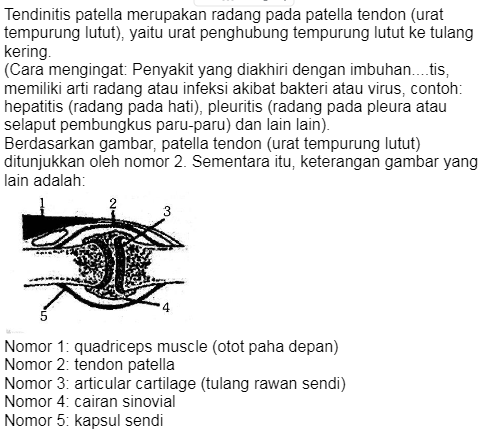 Tendinitis patella merupakan radang pada patella tendon (urat
tempurung lutut), yaitu urat penghubung tempurung lutut ke tulang
kering.
(Cara mengingat: Penyakit yang diakhiri dengan imbuhan....tis,
memiliki arti radang atau infeksi akibat bakteri atau virus, contoh:
hepatitis (radang pada hati), pleuritis (radang pada pleura atau
selaput pembungkus paru-paru) dan lain lain).
Berdasarkan gambar, patella tendon (urat tempurung lutut)
ditunjukkan oleh nomor 2. Sementara itu, keterangan gambar yang
lain adalah:
1
2
3
4
5
Nomor 1: quadriceps muscle (otot paha depan)
Nomor 2: tendon patella
Nomor 3: articular cartilage (tulang rawan sendi)
Nomor 4: cairan sinovial
Nomor 5: kapsul sendi